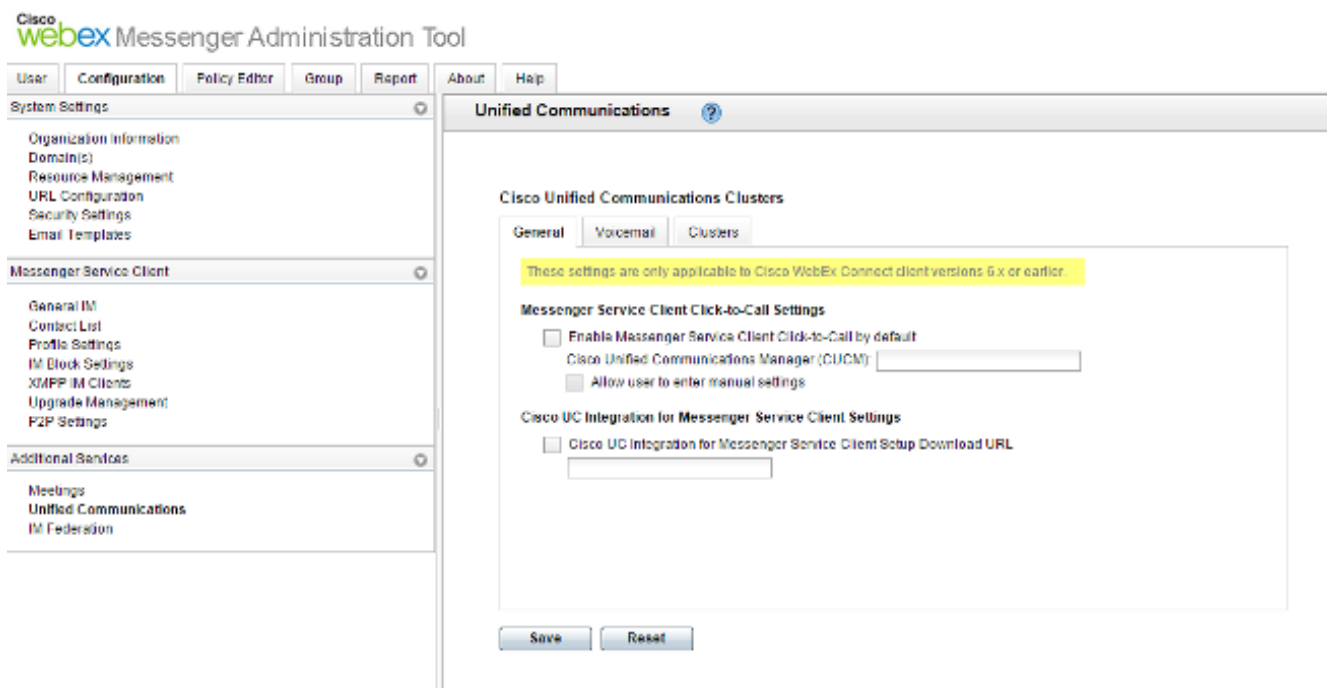 Cisco
webex Messenger Administration Tool
User Configuration Policy Editor Group Report About Help
System Settings
Organization Information
Domain(s)
Resource Management
URL Configuration
Security Settings
Email Templates
Messenger Service Client
General IM
Contact List
Profile Settings
IM Block Settings
XMPP IM Clients
Upgrade Management
P2P Settings
Additional Services
Meetings
Unified Communications
IM Federation
Unified Communications ?
Cisco Unified Communications Clusters
General Voicemail Clusters
These settings are only applicable to Cisco WebEx Connect client versions 6.x or earlier.
Messenger Service Client Click-to-Call Settings
Enable Messenger Service Client Click-to-Call by default
Cisco Unified Communications Manager (CUCM):
Allow user to enter manual settings
Cisco UC Integration for Messenger Service Client Settings
Cisco UC Integration for Messenger Service Client Setup Download URL
Save Reset